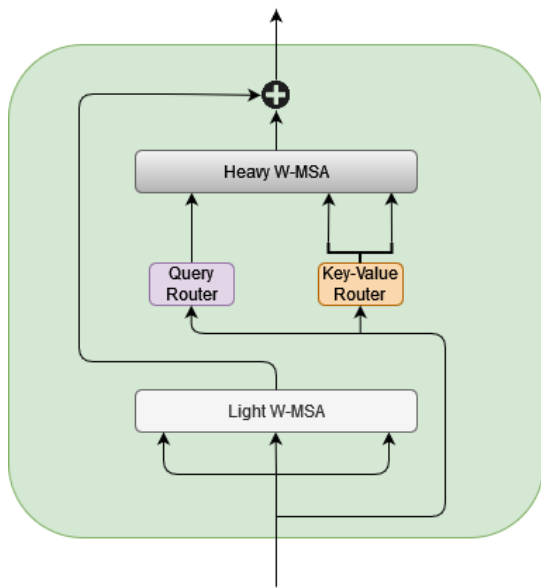 Heavy W-MSA
Query
Router
Key-Value
Router
Light W-MSA